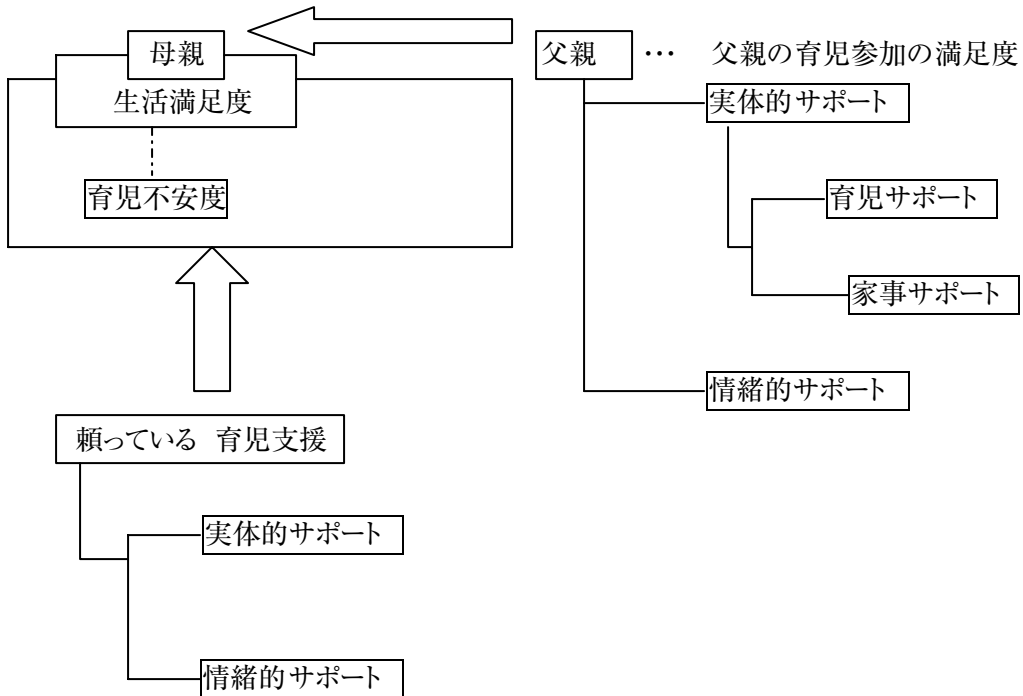 母親
父親 … 父親の育児参加の満足度
生活満足度
実体的サポート
育児不安度
育児サポート
家事サポート
情緒的サポート
頼っている 育児支援
実体的サポート
情緒的サポート